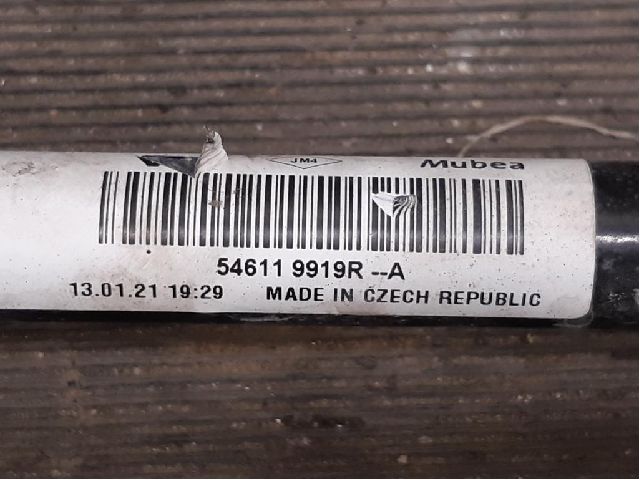 JM4 Mubea
54611 9919R --A
13.01.21 19:29 MADE IN CZECH REPUBLIC